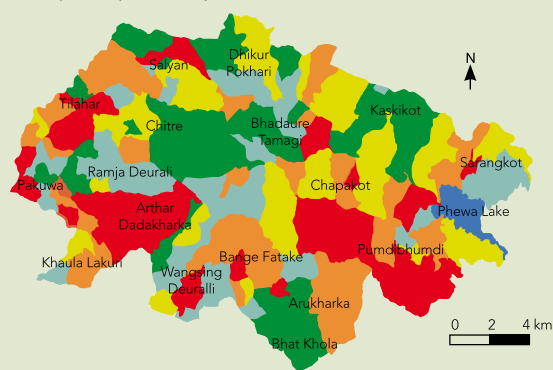 Dhikur
Pokhari
Salyan
N
Tilahar
Chitre
Bhadaure
Tamagi
Kaskikot
Ramja Deurali
Sarangkot
Pakuwa
Chapakot
Arthar
Dadakharka
Phewa Lake
Khaula Lakuri
Bange Fatake
Pumdibhumdi
Wangsing
Deuralli
Arukharka
0 2 4 km
Bhat Khola